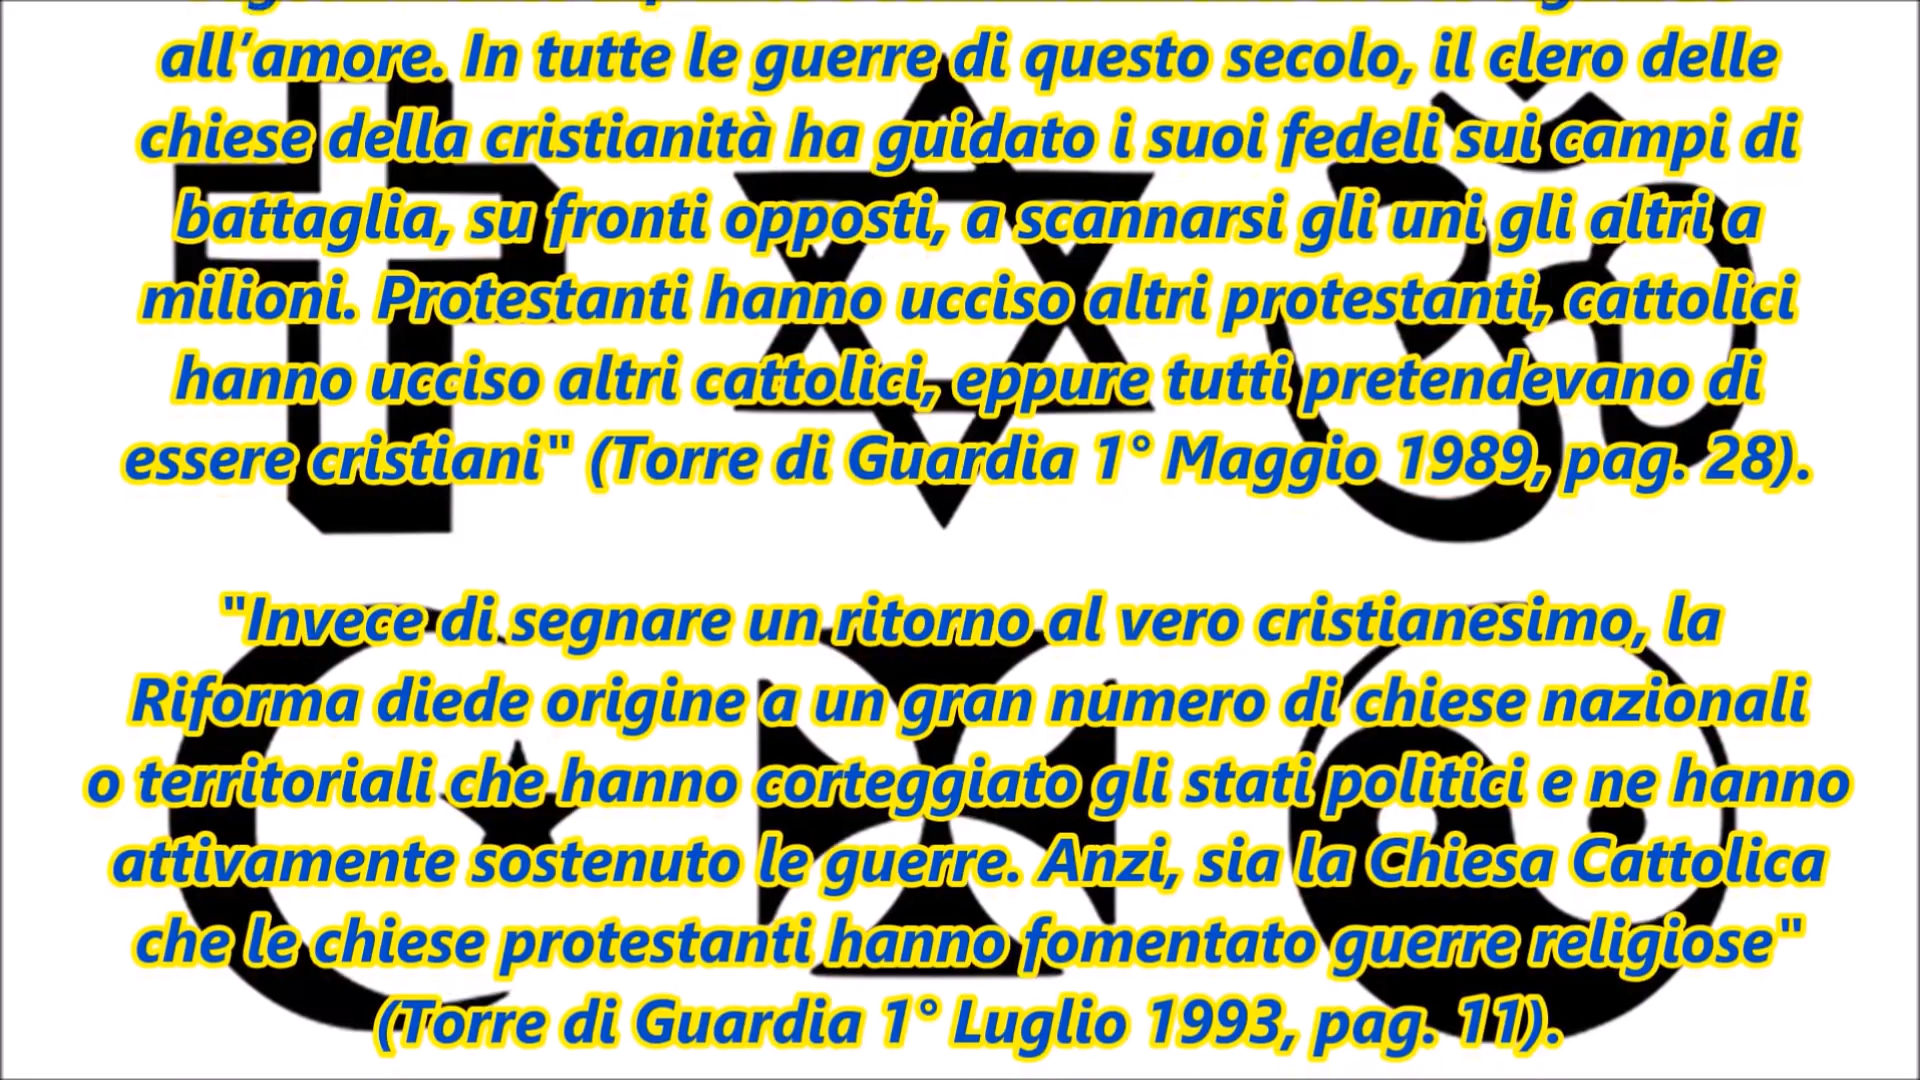 all'amore. In tutte le guerre di questo secolo, il clero delle
chiese della cristianità ha guidato i suoi fedeli sui campi di
battaglia, su fronti opposti, a scannarsi gli uni gli altri a
milioni. Protestanti hanno ucciso altri protestanti, cattolici
hanno ucciso altri cattolici, eppure tutti pretendevano di
essere cristiani" (Torre di Guardia 1° Maggio 1989, pag. 28).
"Invece di segnare un ritorno al vero cristianesimo, la
Riforma diede origine a un gran numero di chiese nazionali
o territoriali che hanno corteggiato gli stati politici e ne hanno
attivamente sostenuto le guerre. Anzi, sia la Chiesa Cattolica
che le chiese protestanti hanno fomentato guerre religiose"
(Torre di Guardia 1° Luglio 1993, pag. 11).